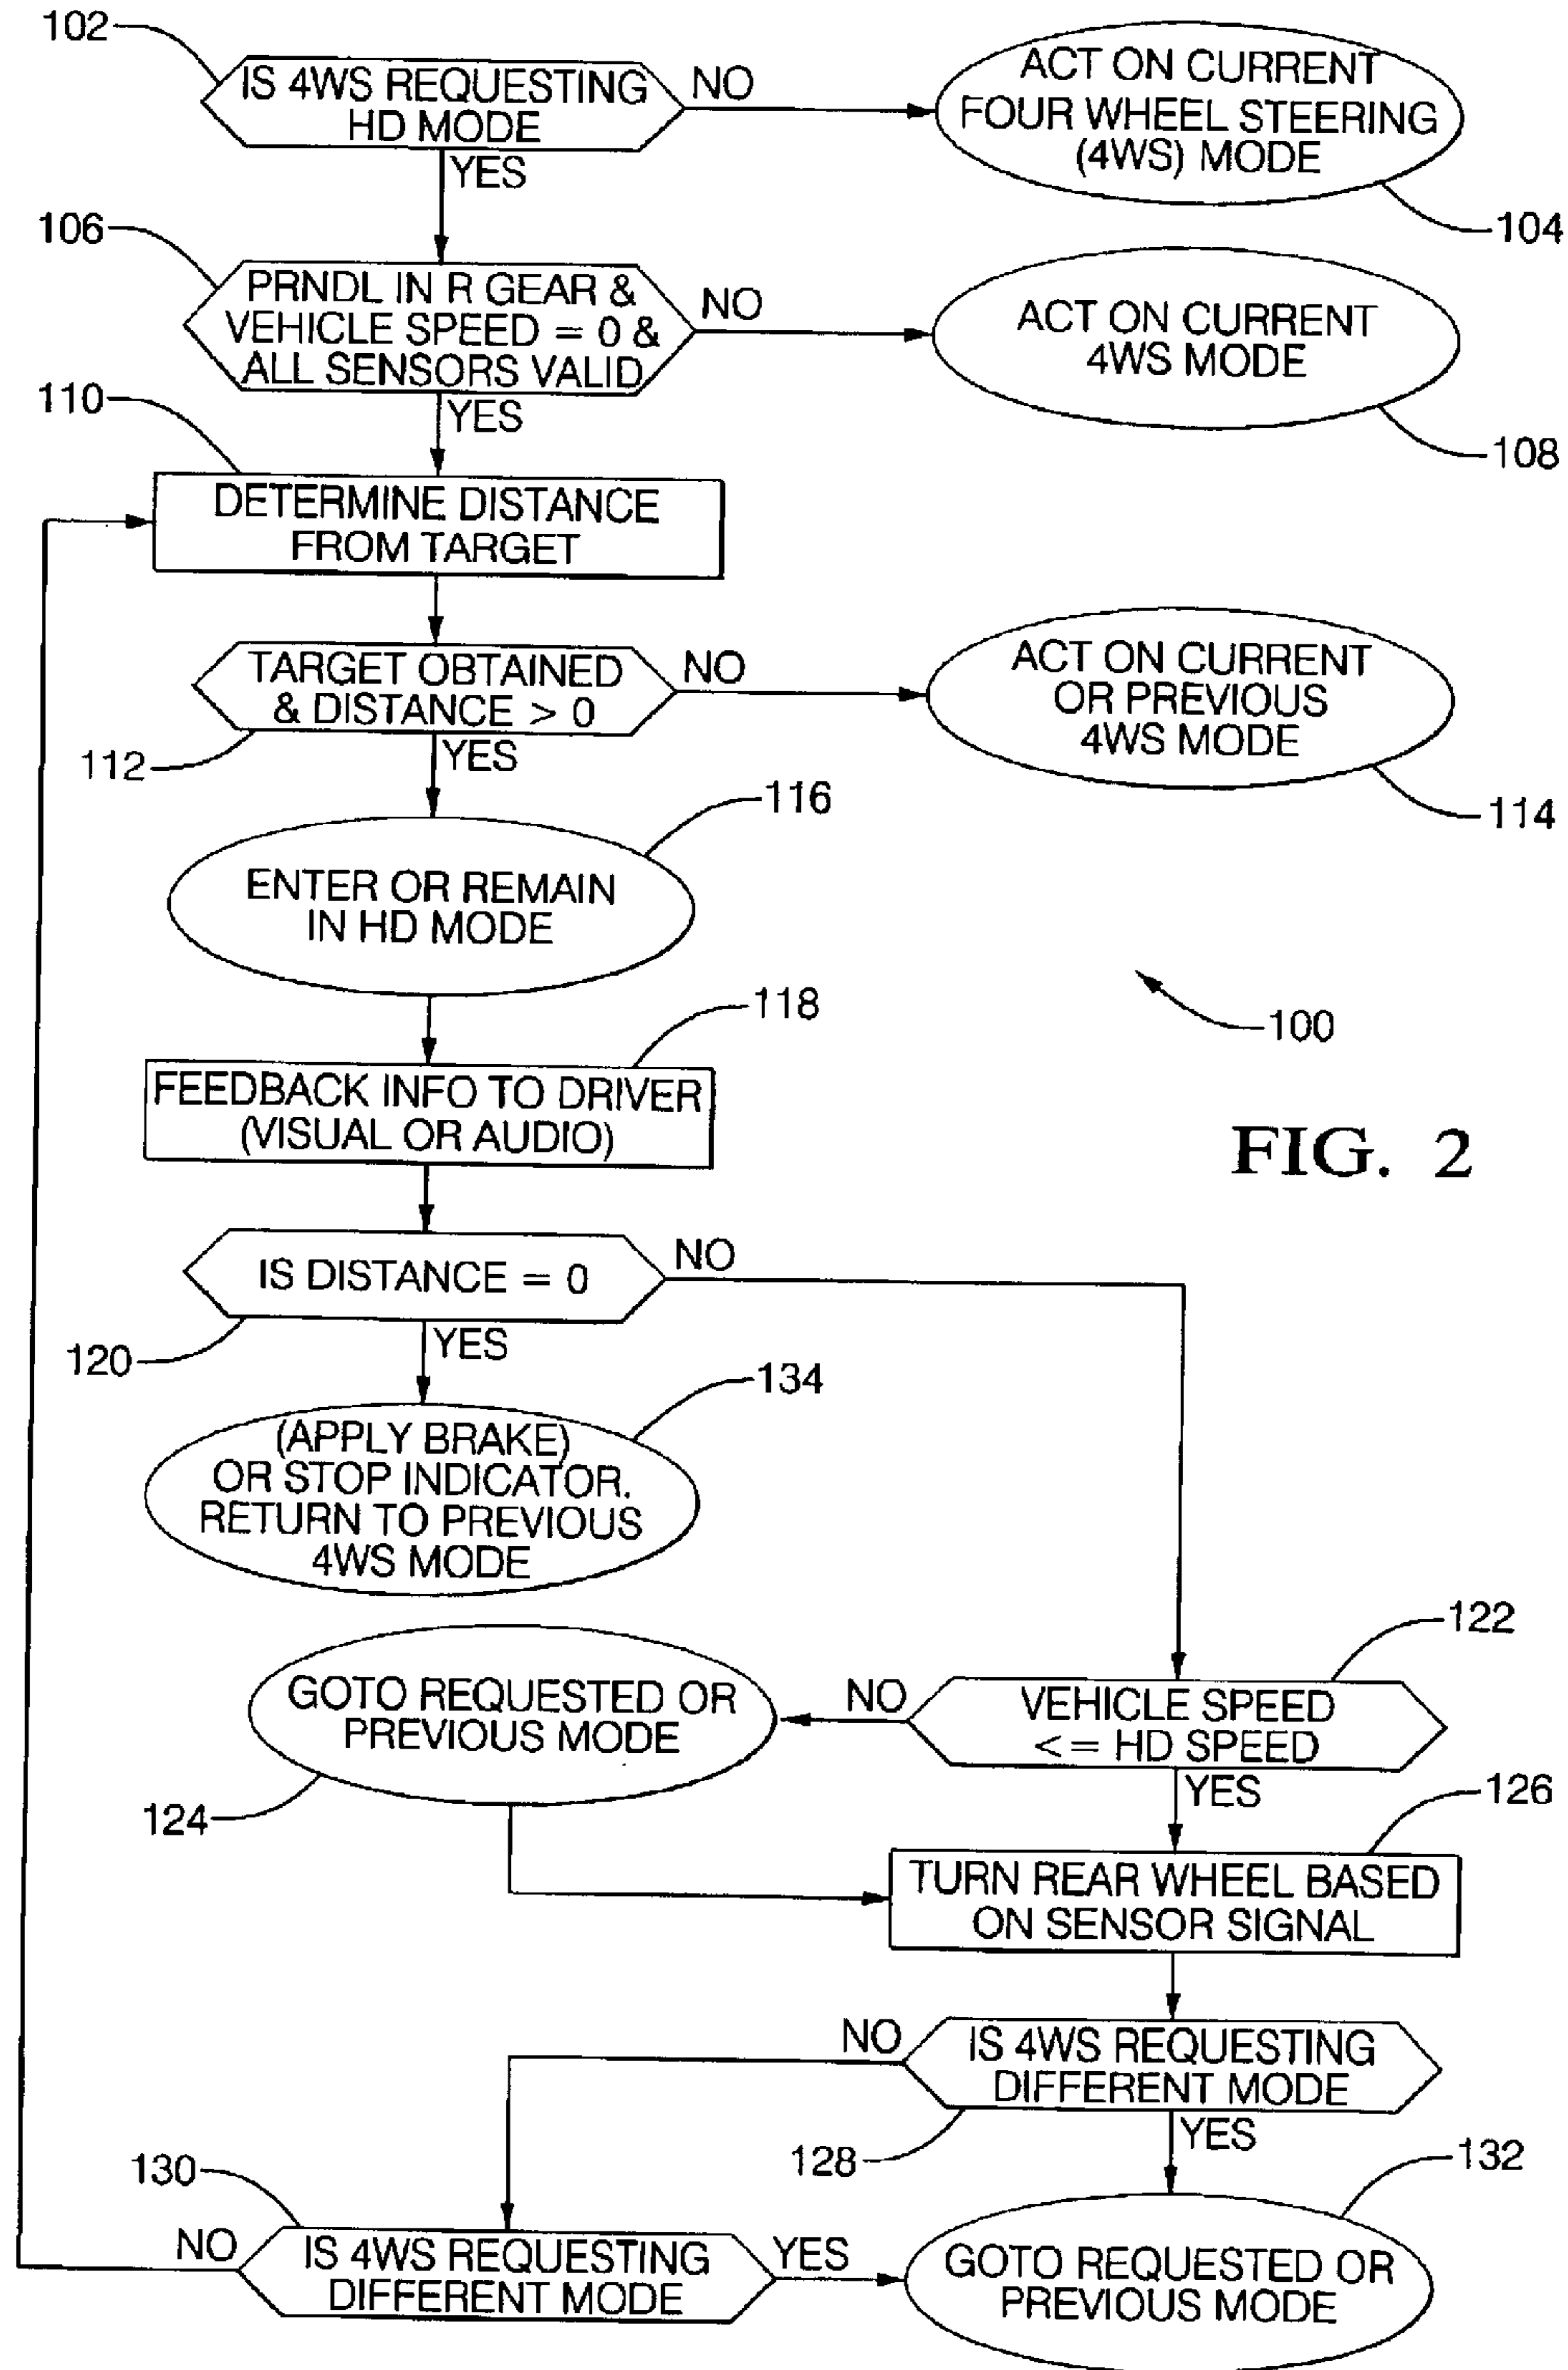 102
IS 4WS REQUESTING
HD MODE
NO
YES
ACT ON CURRENT
FOUR WHEEL STEERING
(4WS) MODE
104
106
PRNDL IN R GEAR &
VEHICLE SPEED = 0 &
ALL SENSORS VALID
NO
YES
ACT ON CURRENT
4WS MODE
108
110
DETERMINE DISTANCE
FROM TARGET
TARGET OBTAINED
& DISTANCE > 0
NO
YES
112
ACT ON CURRENT
OR PREVIOUS
4WS MODE
114
116
ENTER OR REMAIN
IN HD MODE
100
118
FEEDBACK INFO TO DRIVER
(VISUAL OR AUDIO)
FIG. 2
IS DISTANCE = 0
NO
YES
120
134
(APPLY BRAKE)
OR STOP INDICATOR.
RETURN TO PREVIOUS
4WS MODE
122
VEHICLE SPEED
<= HD SPEED
NO
YES
GOTO REQUESTED OR
PREVIOUS MODE
124
126
TURN REAR WHEEL BASED
ON SENSOR SIGNAL
NO
IS 4WS REQUESTING
DIFFERENT MODE
YES
128
130
NO
IS 4WS REQUESTING
DIFFERENT MODE
YES
132
GOTO REQUESTED OR
PREVIOUS MODE